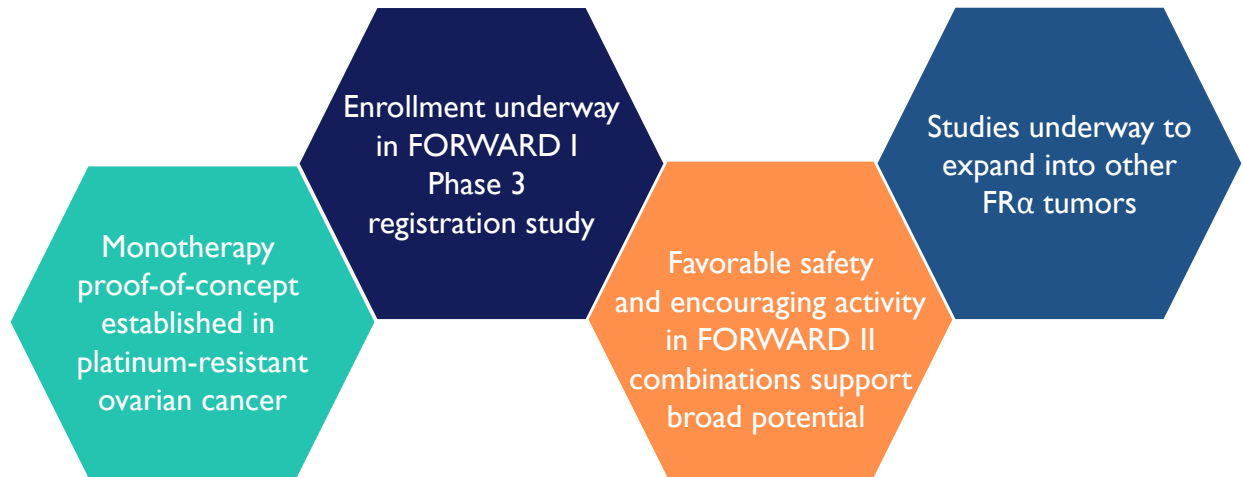 Monotherapy
proof-of-concept
established in
platinum-resistant
ovarian cancer
Enrollment underway
in FORWARD I
Phase 3
registration study
Favorable safety
and encouraging activity
in FORWARD II
combinations support
broad potential
Studies underway to
expand into other
FRα tumors